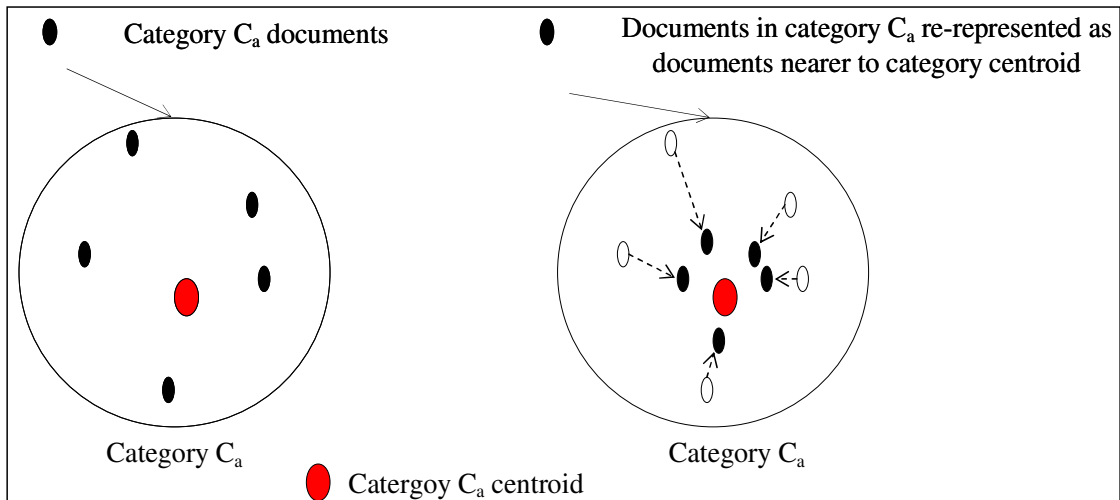 Category Cₐ documents
Documents in category Cₐ re-represented as
documents nearer to category centroid
Category Cₐ
Category Cₐ
Catergoy Cₐ centroid